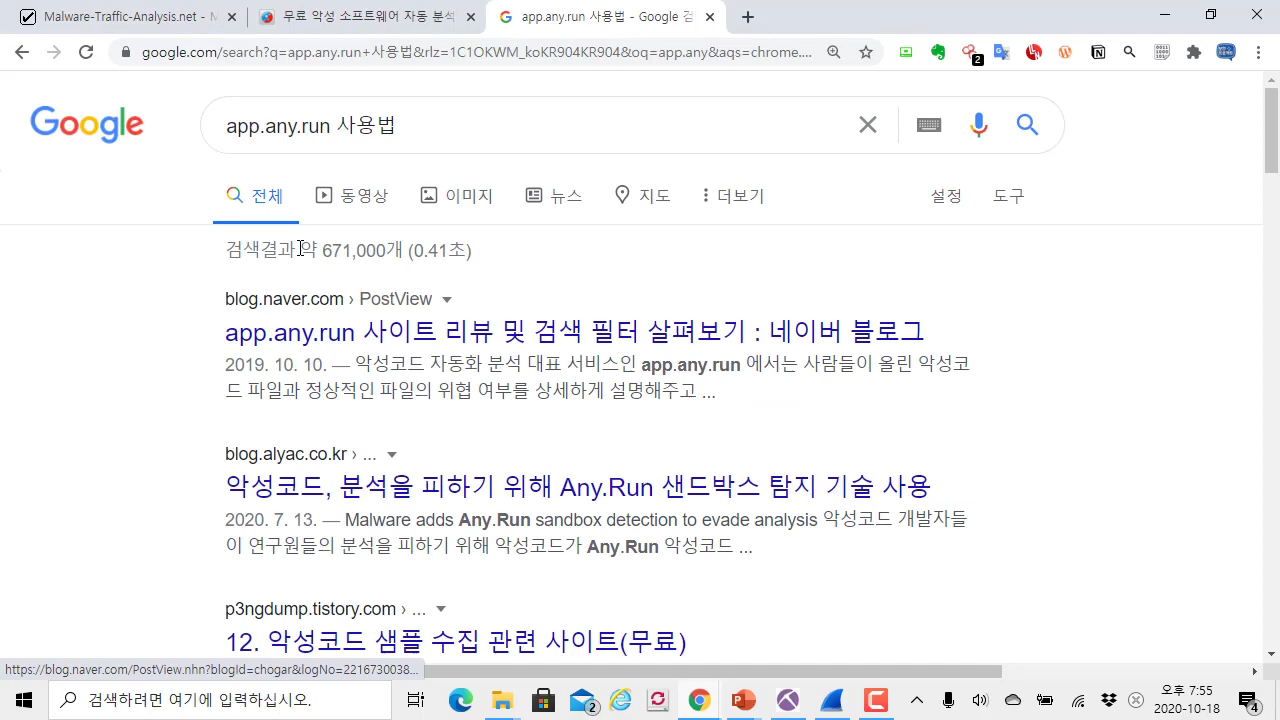 Malware-Traffic-Analysis.net - M
무료 악성 소프트웨어 자동 분석
app.any.run 사용법 - Google 검
google.com/search?q=app.any.run+사용법&rlz=1C1OKWM_koKR904KR904&oq=app.any&aqs=chrome....
2
Google
app.any.run 사용법
전체
동영상
이미지
뉴스
지도
더보기
설정
도구
검색결과 약 671,000개 (0.41초)
blog.naver.com › PostView
app.any.run 사이트 리뷰 및 검색 필터 살펴보기 : 네이버 블로그
2019. 10. 10. — 악성코드 자동화 분석 대표 서비스인 app.any.run 에서는 사람들이 올린 악성코
드 파일과 정상적인 파일의 위협 여부를 상세하게 설명해주고 ...
blog.alyac.co.kr › ...
악성코드, 분석을 피하기 위해 Any.Run 샌드박스 탐지 기술 사용
2020. 7. 13. — Malware adds Any.Run sandbox detection to evade analysis 악성코드 개발자들
이 연구원들의 분석을 피하기 위해 악성코드가 Any.Run 악성코드 ...
p3ngdump.tistory.com › ...
12. 악성코드 샘플 수집 관련 사이트(무료)
https://blog.naver.com/PostView.nhn?blogId=chogar&logNo=2216730038...
검색하려면 여기에 입력하십시오.
2
오후 7:55
2020-10-18
4